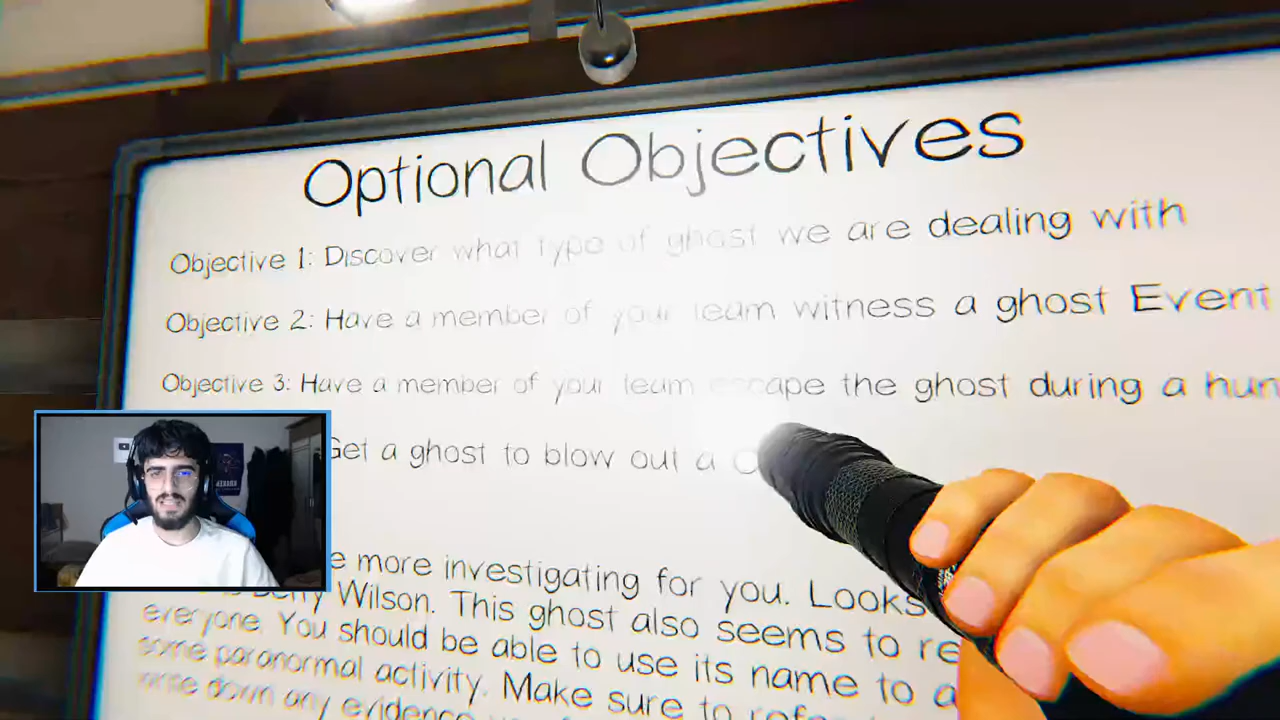 Optional Objectives
Objective 1: Discover what type of ghost we are dealing with
Objective 2: Have a member of your team witness a ghost Event
Objective 3: Have a member of your team escape the ghost during a hun
Get a ghost to blow out a
e more investigating for you. Looks
Wilson. This ghost also seems to re
everyone. You should be able to use its name to a
some paranormal activity. Make sure to
down any evidence